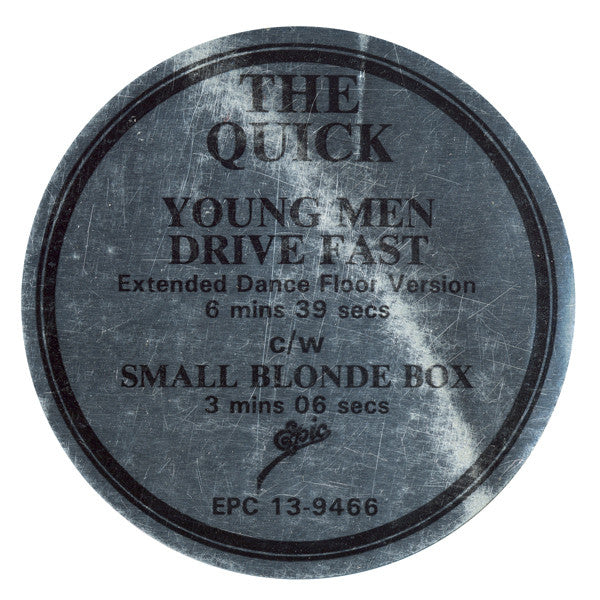 THE
QUICK
YOUNG MEN
DRIVE FAST
Extended Dance Floor Version
6 mins 39 secs
c/w
SMALL BLONDE BOX
3 mins 06 secs
Epic
EPC 13-9466